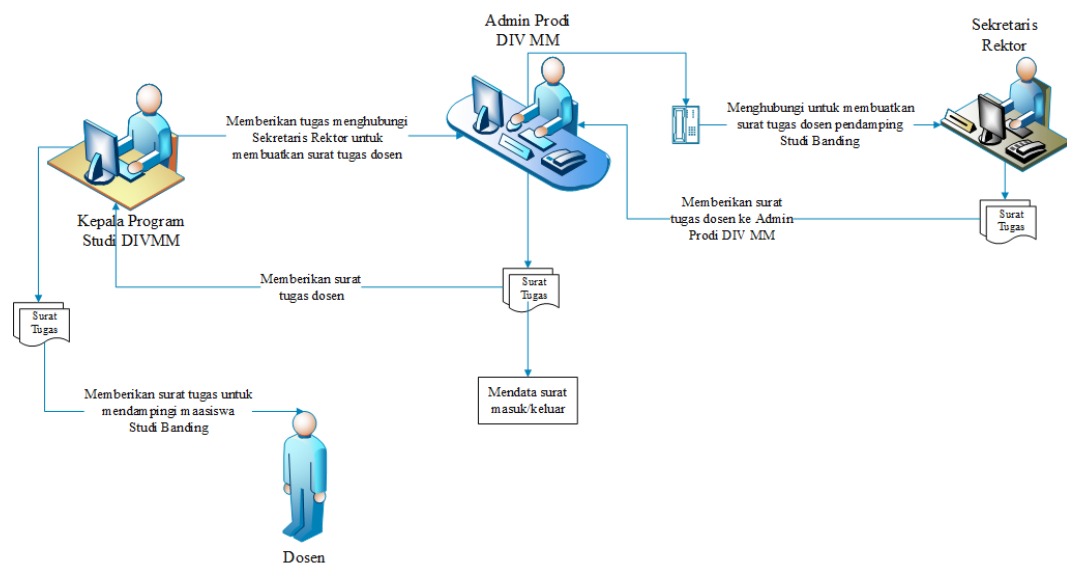 Admin Prodi
DIV MM
Sekretaris
Rektor
Memberikan tugas menghubungi
Sekretaris Rektor untuk
membuatkan surat tugas dosen
Menghubungi untuk membuatkan
surat tugas dosen pendamping
Studi Banding
Kepala Program
Studi DIVMM
Memberikan surat
tugas dosen ke Admin
Prodi DIV MM
Surat
Tugas
Memberikan surat
tugas dosen
Surat
Tugas
Surat
Tugas
Memberikan surat tugas untuk
mendampingi maasiswa
Studi Banding
Mendata surat
masuk/keluar
Dosen